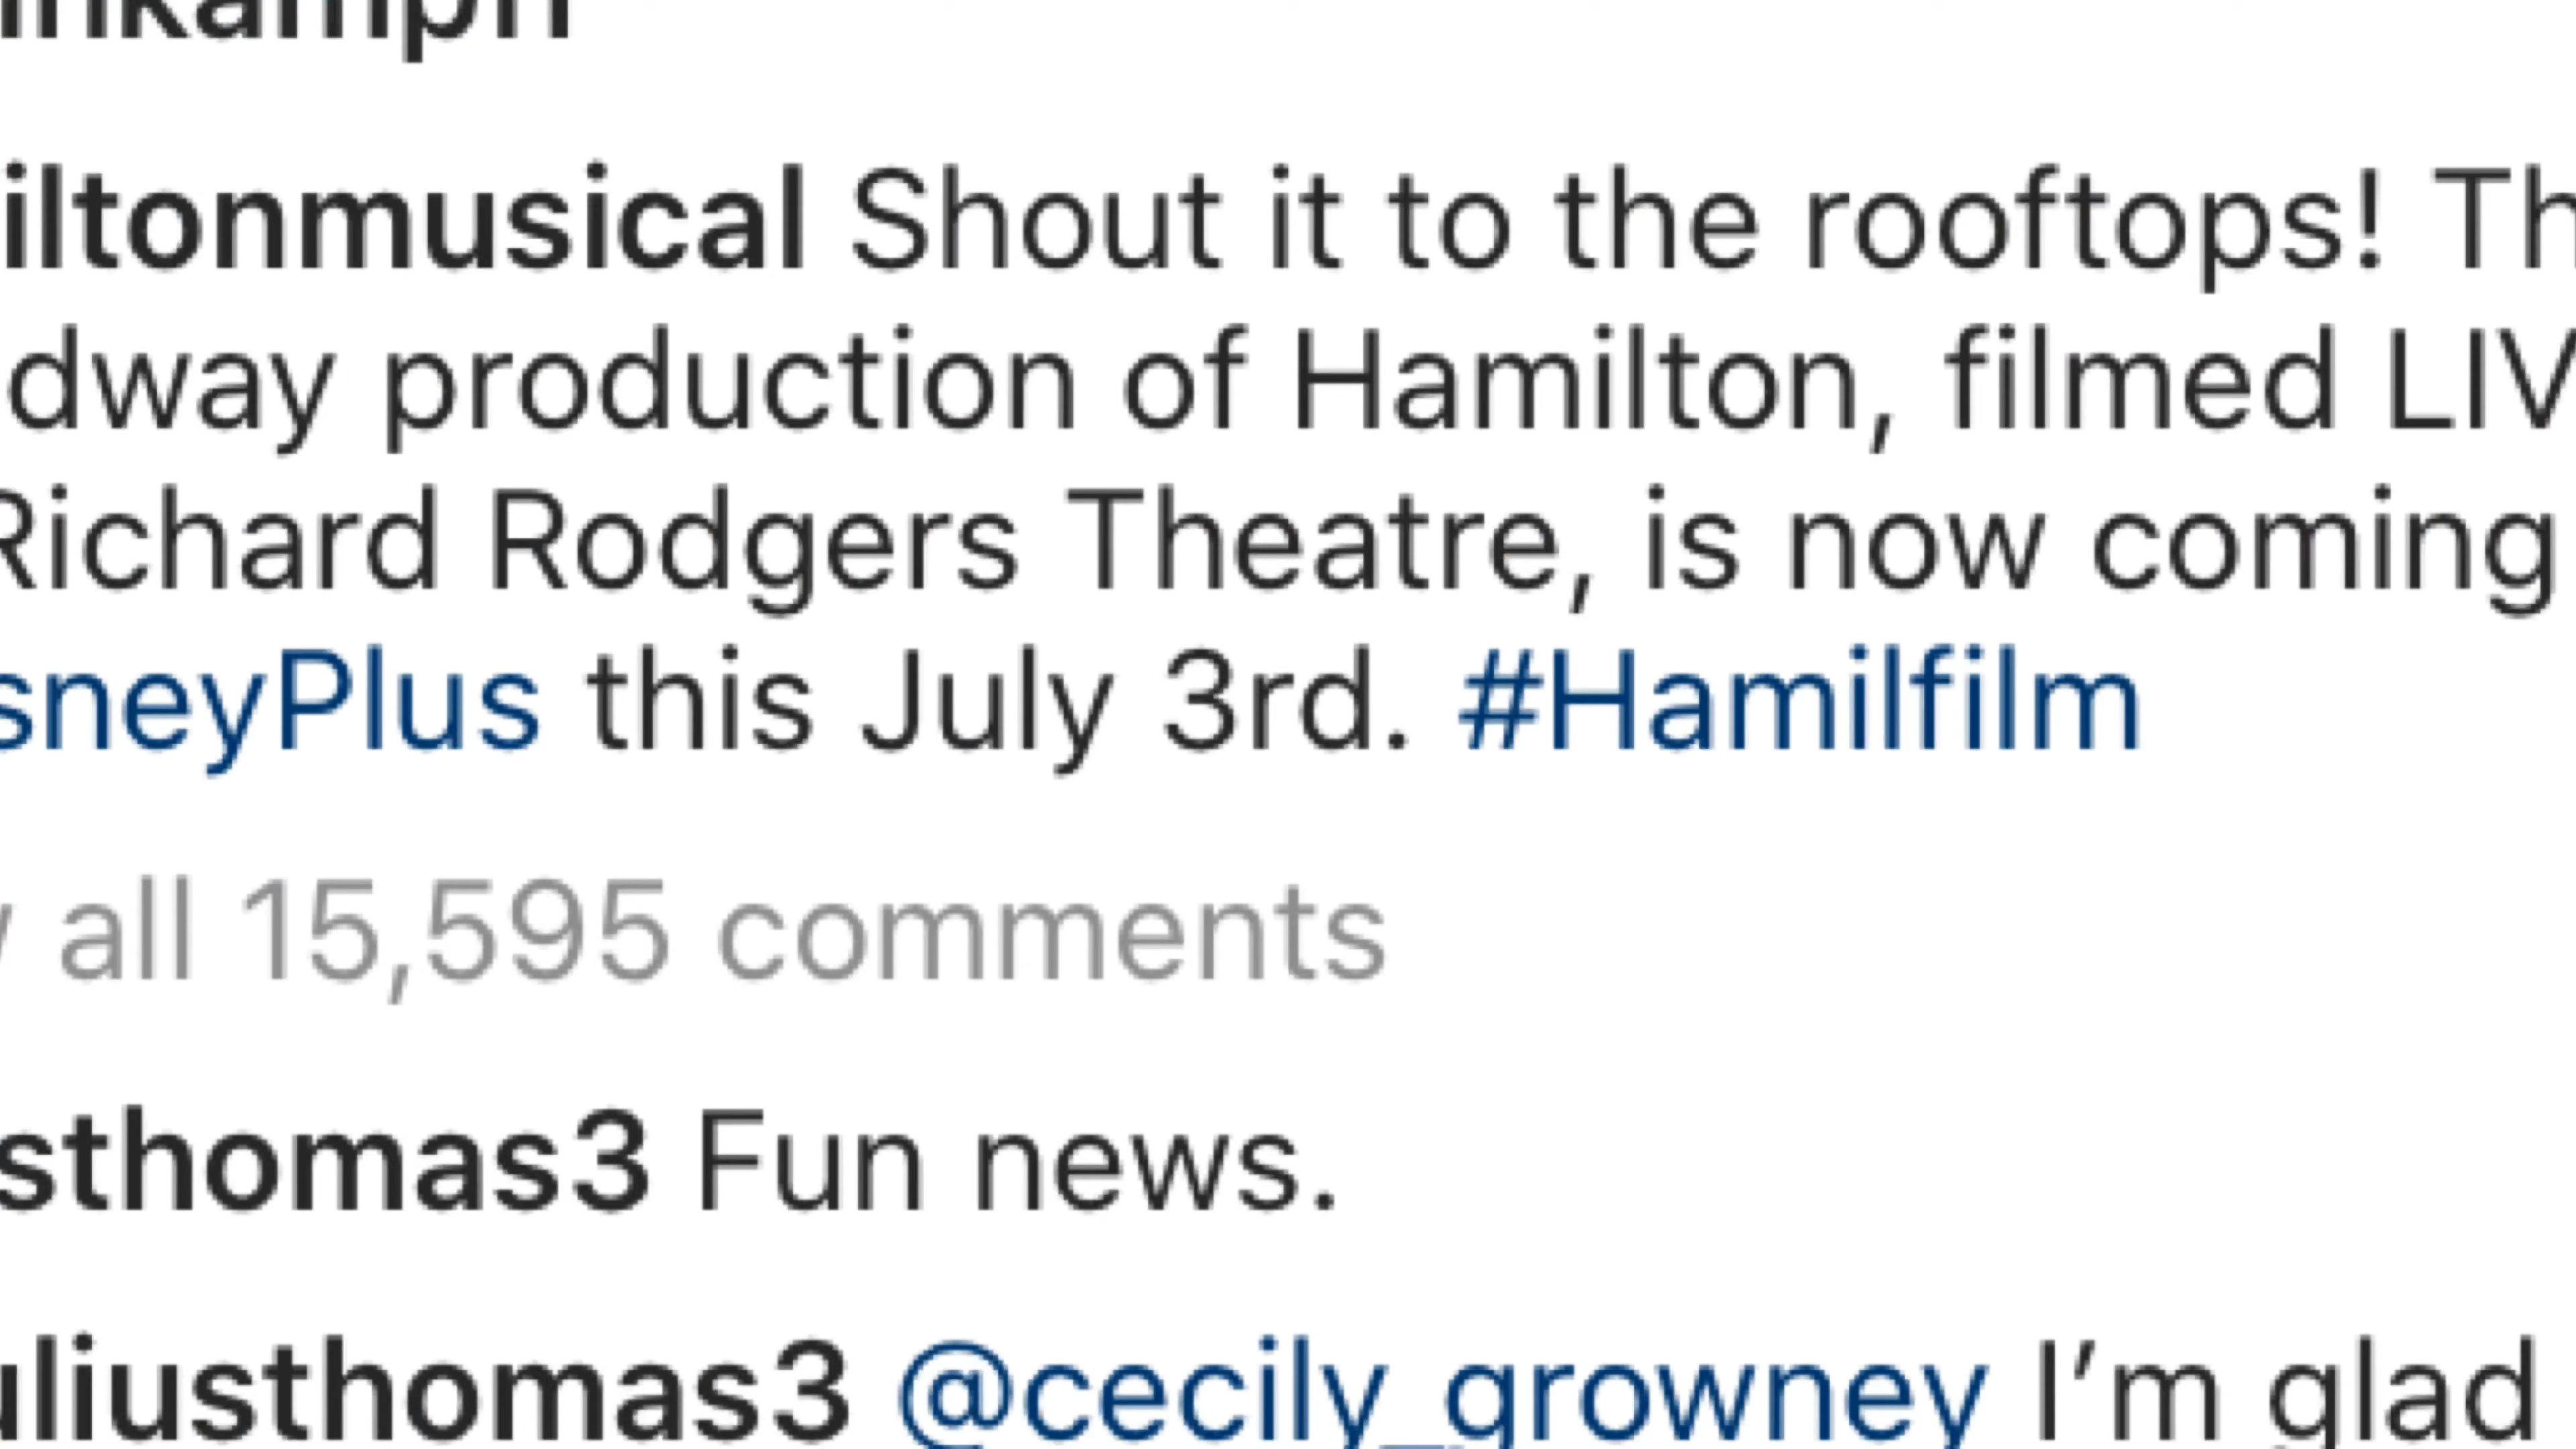 iltonmusical Shout it to the rooftops! Th
dway production of Hamilton, filmed LIV
Richard Rodgers Theatre, is now coming
sneyPlus this July 3rd. #Hamilfilm
all 15,595 comments
sthomas3 Fun news.
uliusthomas3 @cecily_growney I’m glad